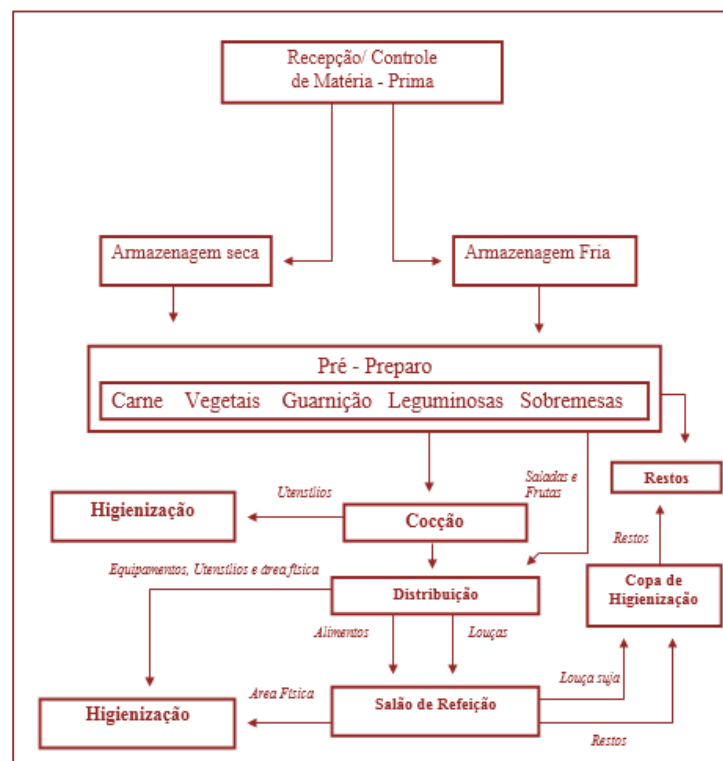 Recepção/ Controle
de Matéria - Prima
Armazenagem seca
Armazenagem Fria
Pré - Preparo
Carne Vegetais Guarnição Leguminosas Sobremesas
Saladas e
Frutas
Restos
Higienização
Utensílios
Cocção
Restos
Equipamentos, Utensílios e área física
Distribuição
Copa de
Higienização
Alimentos
Louças
Louça suja
Higienização
Área Física
Salão de Refeição
Restos